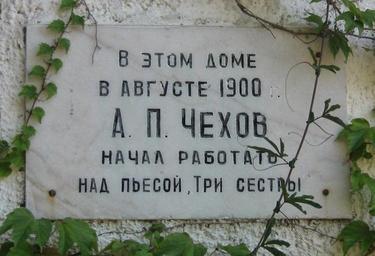 В ЭТОМ ДОМЕ
В АВГУСТЕ 1900 г.
А. П. ЧЕХОВ
НАЧАЛ РАБОТАТЬ
НАД ПЬЕСОЙ „ТРИ СЕСТРЫ